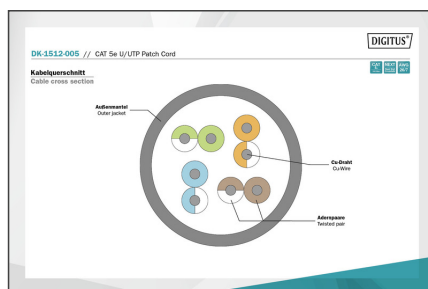 DIGITUS®
DK-1512-005 // CAT 5e U/UTP Patch Cord
Kabelquerschnitt
Cable cross section
Außenmantel
Outer jacket
Cu-Draht
Cu-Wire
Aderspaare
Twisted pair